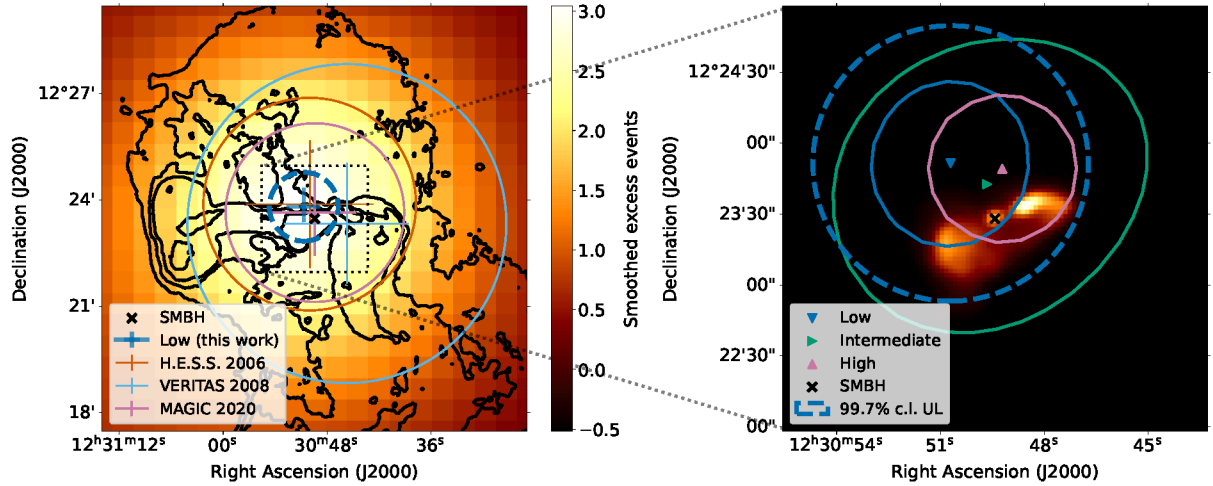 12°27'
24'
21'
18'
Declination (J2000)
12ʰ31ᵐ12ˢ
00ˢ
30ᵐ48ˢ
36ˢ
Right Ascension (J2000)
SMBH
Low (this work)
H.E.S.S. 2006
VERITAS 2008
MAGIC 2020
3.0
2.5
2.0
1.5
1.0
0.5
0.0
−0.5
Smoothed excess events
12°24'30"
00"
23'30"
00"
22'30"
00"
Declination (J2000)
12ʰ30ᵐ54ˢ
51ˢ
48ˢ
45ˢ
Right Ascension (J2000)
Low
Intermediate
High
SMBH
99.7% c.l. UL